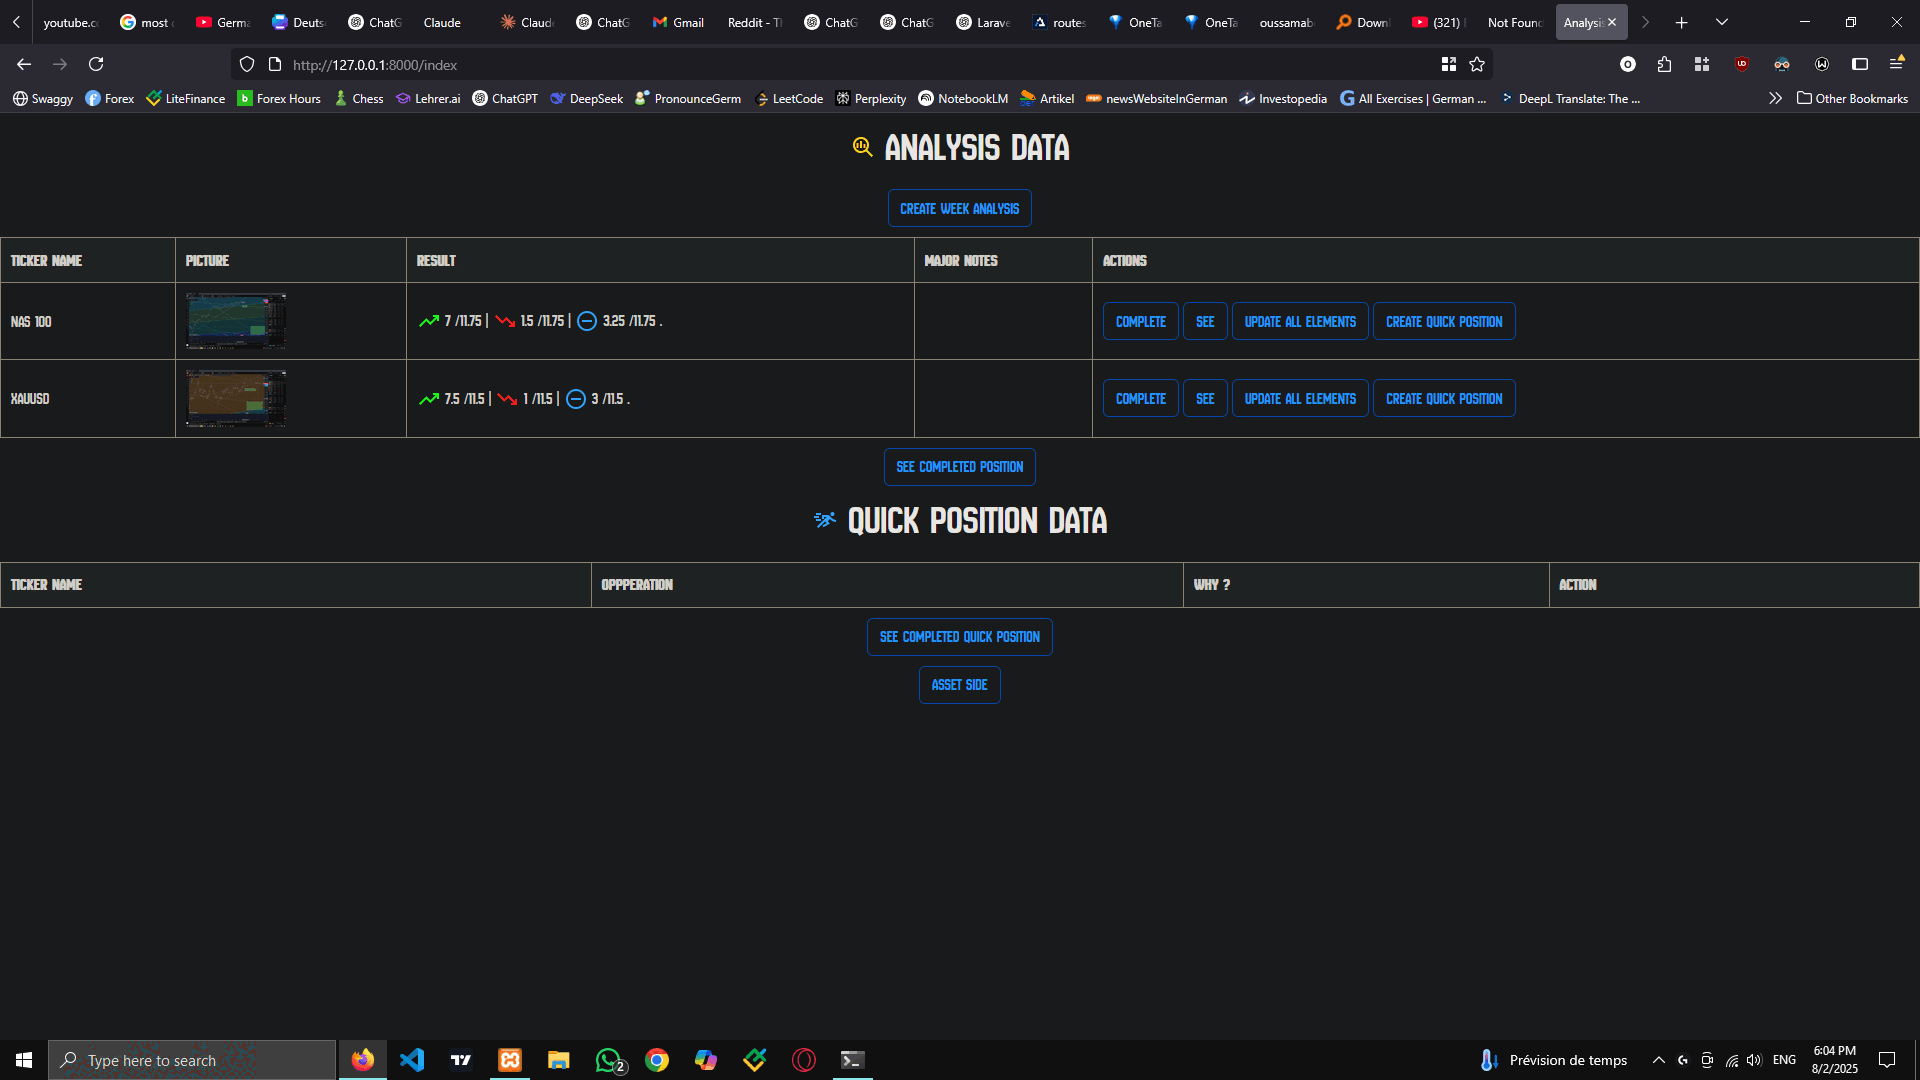 youtube.c
most
Germa
Deuts
ChatG
Claude
Claude
ChatG
Gmail
Reddit - T
ChatG
ChatG
Larave
routes
OneTa
OneTa
oussamab
Downl
(321)
Not Found
Analysis
http://127.0.0.1:8000/index
Swaggy
Forex
LiteFinance
Forex Hours
Chess
Lehrer.ai
ChatGPT
DeepSeek
PronounceGerm
LeetCode
Perplexity
NotebookLM
Artikel
newsWebsiteInGerman
Investopedia
All Exercises | German ...
DeepL Translate: The ...
Other Bookmarks
ANALYSIS DATA
CREATE WEEK ANALYSIS
TICKER NAME PICTURE RESULT MAJOR NOTES ACTIONS
NAS 100 7 /11.75 | 1.5 /11.75 | 3.25 /11.75 . COMPLETE SEE UPDATE ALL ELEMENTS CREATE QUICK POSITION
XAUUSD 7.5 /11.5 | 1 /11.5 | 3 /11.5 . COMPLETE SEE UPDATE ALL ELEMENTS CREATE QUICK POSITION
SEE COMPLETED POSITION
QUICK POSITION DATA
TICKER NAME OPPPERATION WHY ? ACTION
SEE COMPLETED QUICK POSITION
ASSET SIDE
Type here to search
2
Prévision de temps
ENG
6:04 PM
8/2/2025